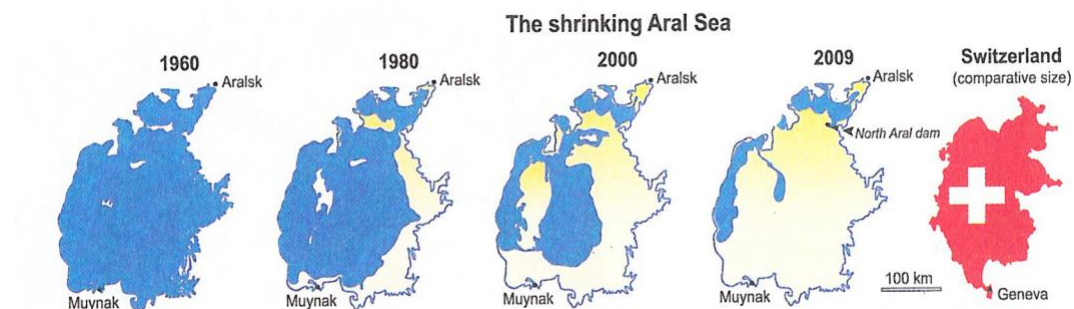 The shrinking Aral Sea
1960
Aralsk
Muynak
1980
Aralsk
Muynak
2000
Aralsk
Muynak
2009
Aralsk
North Aral dam
Muynak
100 km
Switzerland
(comparative size)
Geneva